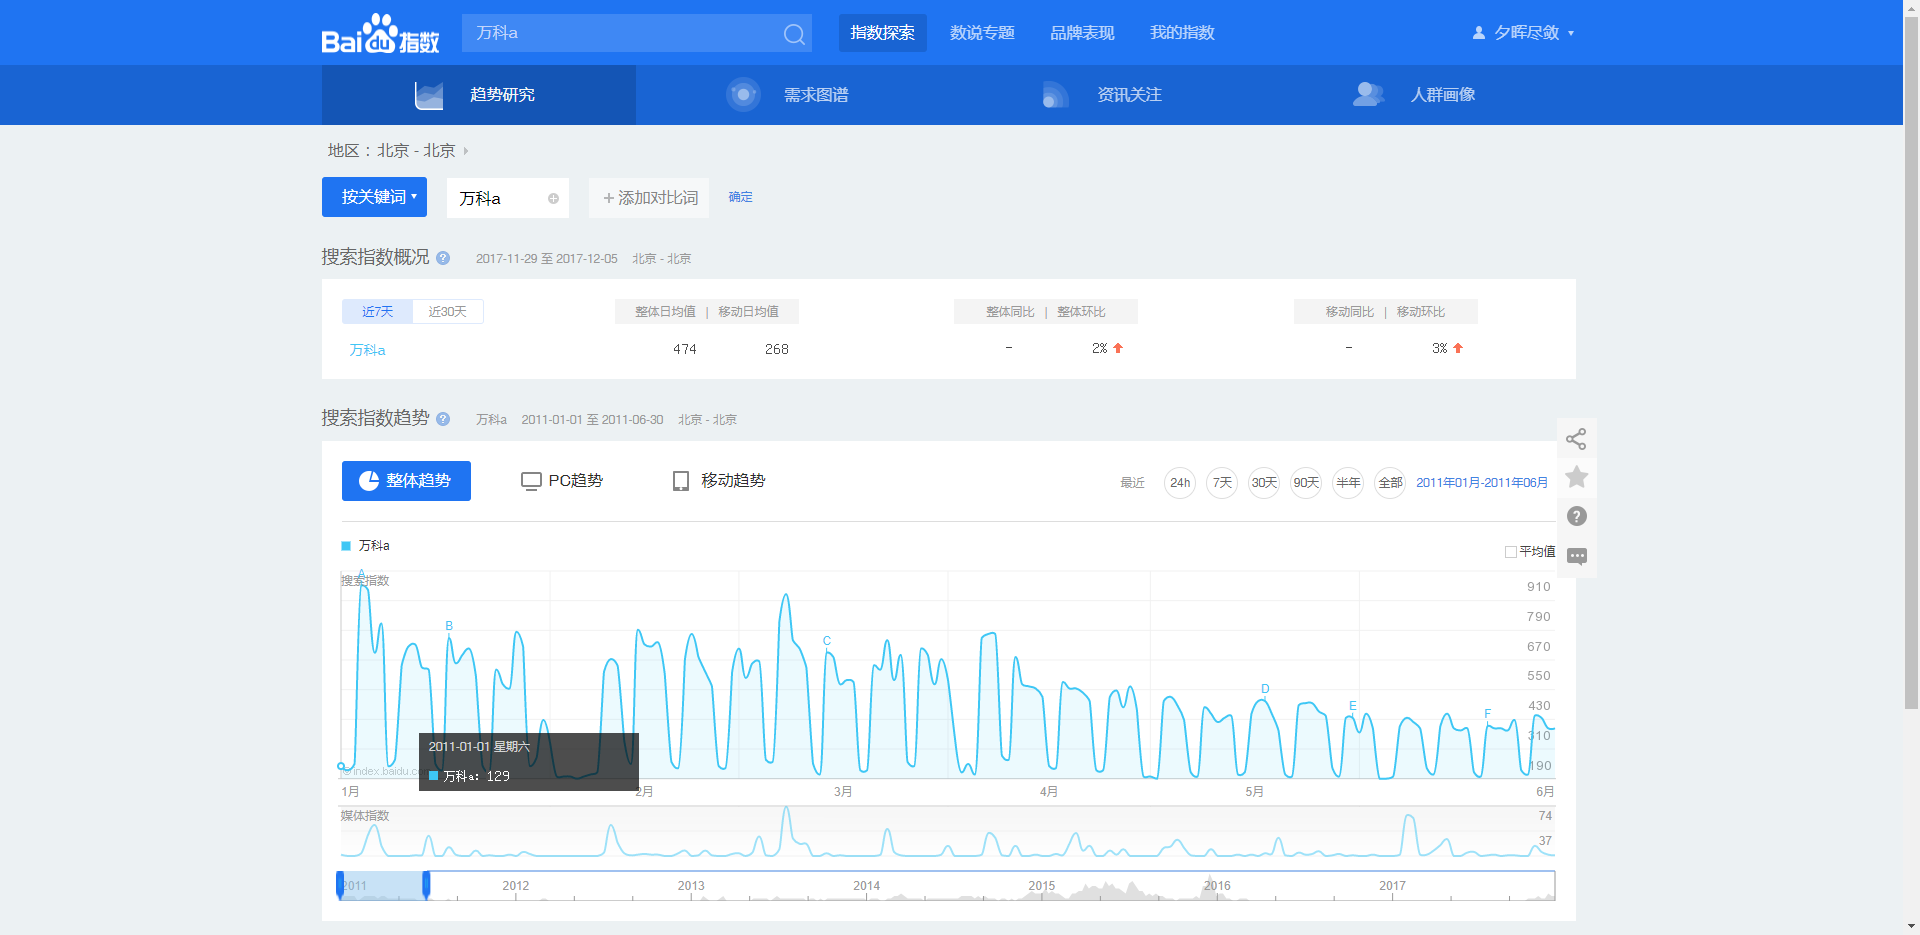 Bai du 指数
万科a
指数探索
数说专题
品牌表现
我的指数
夕晖尽敛
趋势研究
需求图谱
资讯关注
人群画像
地区： 北京 - 北京
按关键词
万科a
+ 添加对比词
确定
搜索指数概况 ? 2017-11-29 至 2017-12-05 北京 - 北京
近7天 近30天
整体日均值 | 移动日均值
整体同比 | 整体环比
移动同比 | 移动环比
万科a 474 268 - 2% - 3%
搜索指数趋势 ? 万科a 2011-01-01 至 2011-06-30 北京 - 北京
整体趋势
PC趋势
移动趋势
最近 24h 7天 30天 90天 半年 全部 2011年01月-2011年06月
万科a
平均值
搜索指数
A
B
C
D
E
F
910
790
670
550
430
310
190
2011-01-01 星期六
万科a: 129
©index.baidu.co
1月 2月 3月 4月 5月 6月
媒体指数
74
37
2011 2012 2013 2014 2015 2016 2017